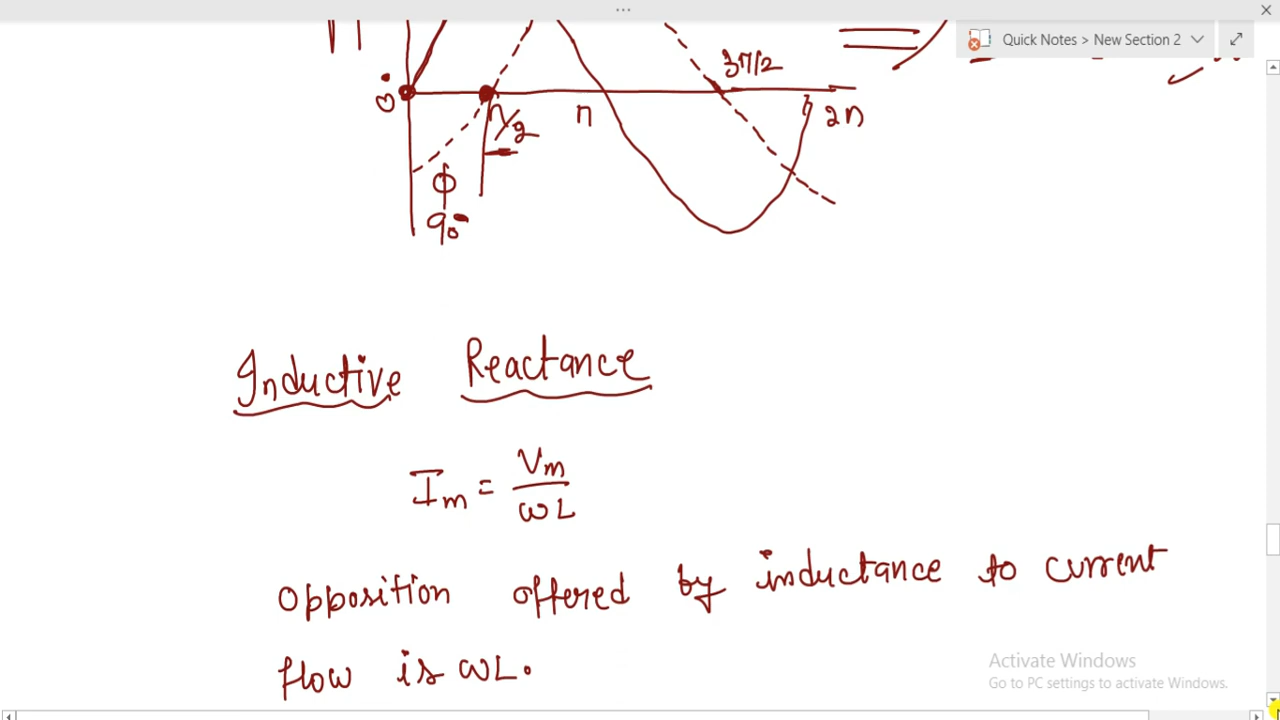 ...
Quick Notes > New Section 2
0
π/2
π
3π/2
2π
ϕ
90°
Inductive Reactance
Im = Vm
ωL
opposition offered by inductance to current
flow is ωL.
Activate Windows
Go to PC settings to activate Windows.